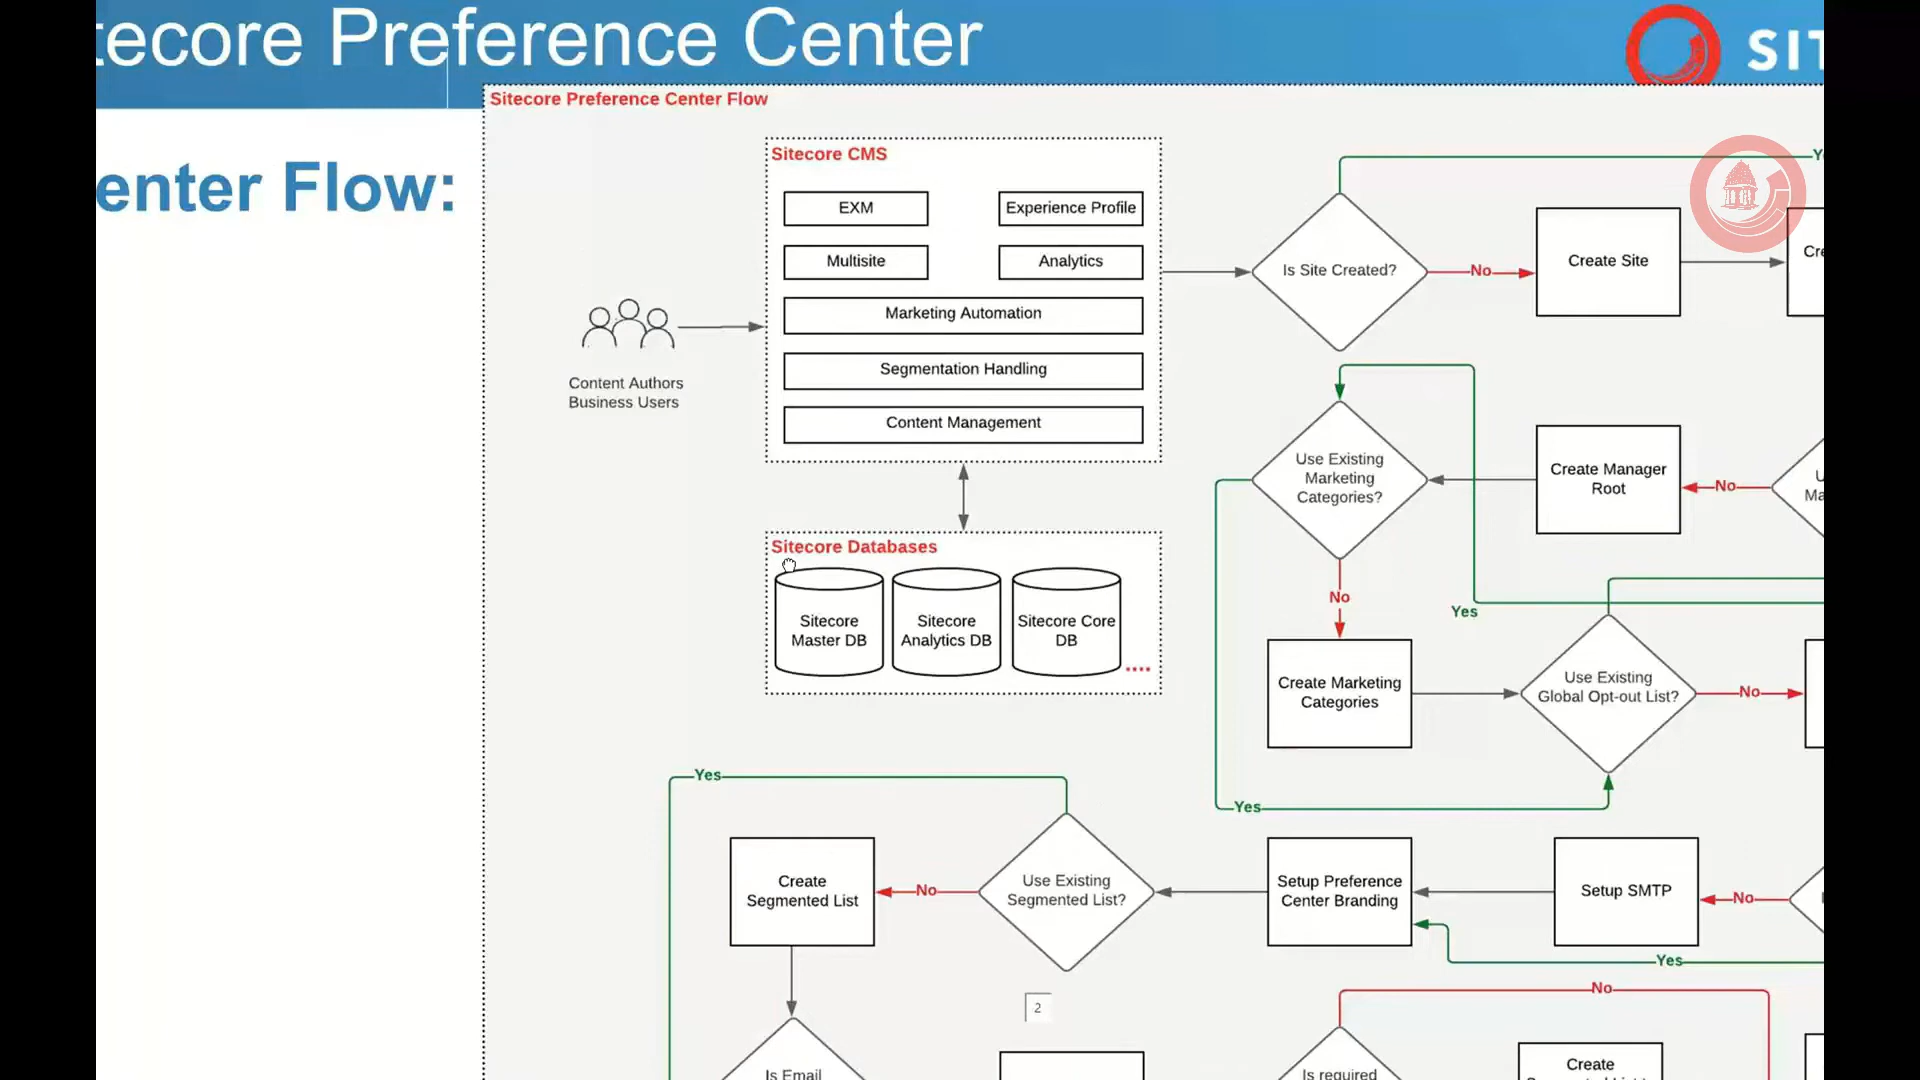 tecore Preference Center
SIT
Sitecore Preference Center Flow
enter Flow:
Sitecore CMS
EXM
Experience Profile
Multisite
Analytics
Marketing Automation
Segmentation Handling
Content Management
Content Authors
Business Users
Is Site Created?
No
Create Site
Use Existing
Marketing
Categories?
Create Manager
Root
No
Sitecore Databases
Sitecore
Master DB
Sitecore
Analytics DB
Sitecore Core
DB
....
No
Yes
Create Marketing
Categories
Use Existing
Global Opt-out List?
No
Yes
Yes
Create
Segmented List
No
Use Existing
Segmented List?
Setup Preference
Center Branding
Setup SMTP
No
Yes
No
2
Is Email
Is required
Create